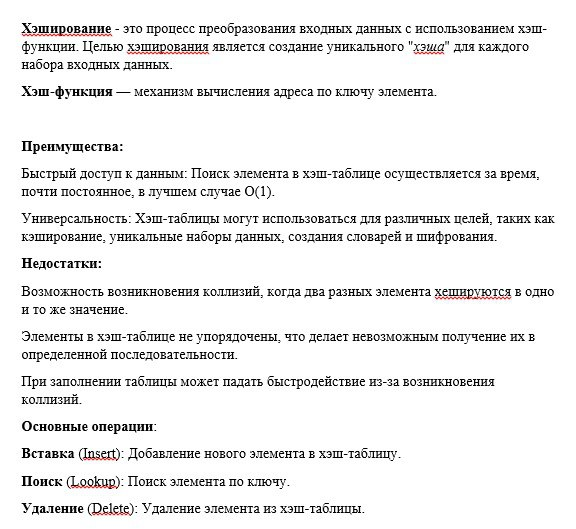 Хэширование - это процесс преобразования входных данных с использованием хэш-
функции. Целью хэширования является создание уникального "хэша" для каждого
набора входных данных.
Хэш-функция — механизм вычисления адреса по ключу элемента.
Преимущества:
Быстрый доступ к данным: Поиск элемента в хэш-таблице осуществляется за время,
почти постоянное, в лучшем случае O(1).
Универсальность: Хэш-таблицы могут использоваться для различных целей, таких как
кэширование, уникальные наборы данных, создания словарей и шифрования.
Недостатки:
Возможность возникновения коллизий, когда два разных элемента хешируются в одно
и то же значение.
Элементы в хэш-таблице не упорядочены, что делает невозможным получение их в
определенной последовательности.
При заполнении таблицы может падать быстродействие из-за возникновения
коллизий.
Основные операции:
Вставка (Insert): Добавление нового элемента в хэш-таблицу.
Поиск (Lookup): Поиск элемента по ключу.
Удаление (Delete): Удаление элемента из хэш-таблицы.